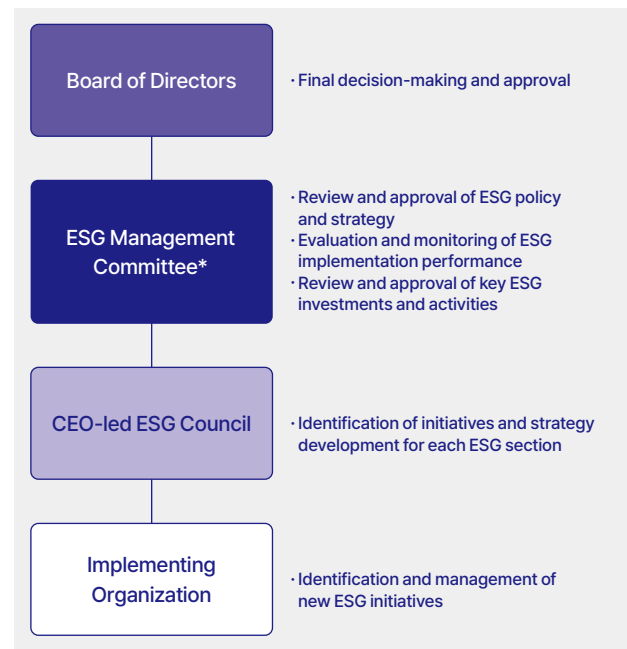 Board of Directors
· Final decision-making and approval
ESG Management
Committee*
· Review and approval of ESG policy
and strategy
· Evaluation and monitoring of ESG
implementation performance
· Review and approval of key ESG
investments and activities
CEO-led ESG Council
· Identification of initiatives and strategy
development for each ESG section
Implementing
Organization
· Identification and management of
new ESG initiatives